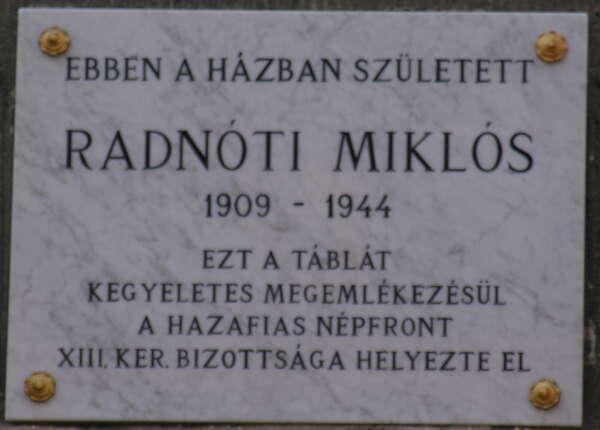 EBBEN A HÁZBAN SZÜLETETT
RADNÓTI MIKLÓS
1909 - 1944
EZT A TÁBLÁT
KEGYELETES MEGEMLÉKEZÉSÜL
A HAZAFIAS NÉPFRONT
XIII. KER. BIZOTTSÁGA HELYEZTE EL